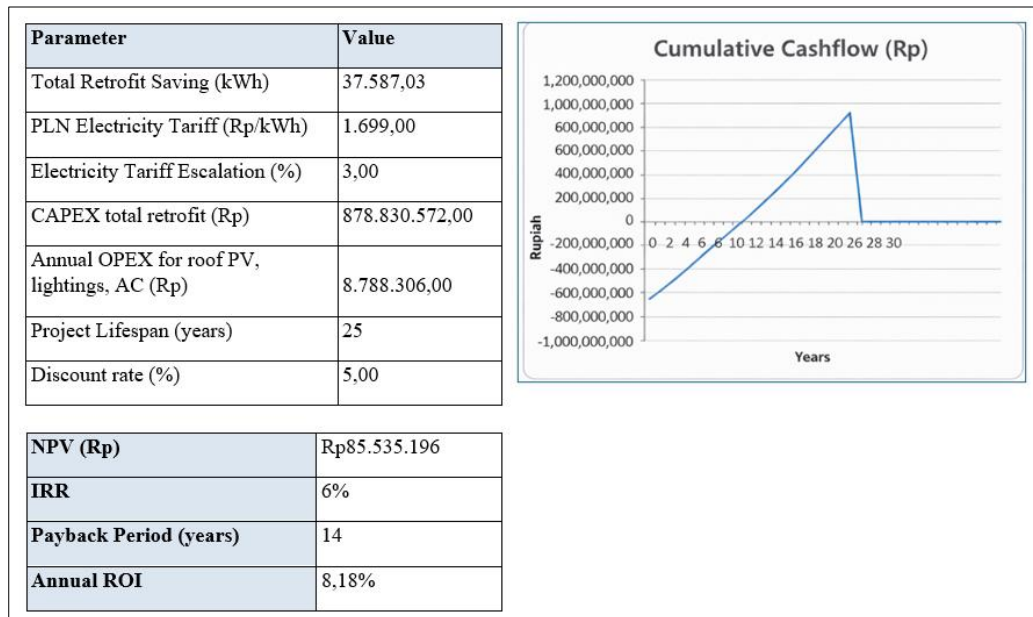 Parameter Value
Total Retrofit Saving (kWh) 37.587,03
PLN Electricity Tariff (Rp/kWh) 1.699,00
Electricity Tariff Escalation (%) 3,00
CAPEX total retrofit (Rp) 878.830.572,00
Annual OPEX for roof PV,
lightings, AC (Rp) 8.788.306,00
Project Lifespan (years) 25
Discount rate (%) 5,00
NPV (Rp) Rp85.535.196
IRR 6%
Payback Period (years) 14
Annual ROI 8,18%
Cumulative Cashflow (Rp)
1,200,000,000
1,000,000,000
600,000,000
600,000,000
400,000,000
200,000,000
0
-200,000,000
-400,000,000
-600,000,000
-800,000,000
-1,000,000,000
Rupiah
0 2 4 6 8 10 12 14 16 18 20 26 28 30
Years